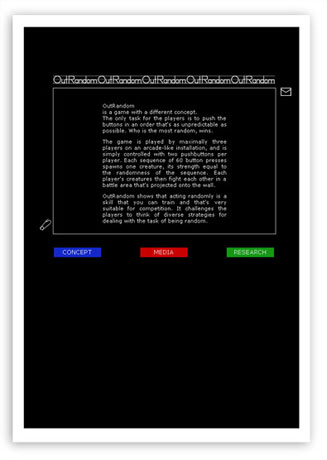 OutRandom OutRandom OutRandom OutRandom OutRandom
OutRandom
is a game with a different concept.
The only task for the players is to push the
buttons in an order that's as unpredictable as
possible. Who is the most random, wins.
The game is played by maximally three
players on an arcade-like installation, and is
simply controlled with two pushbuttons per
player. Each sequence of 60 button presses
spawns one creature, its strength equal to
the randomness of the sequence. Each
player's creatures then fight each other in a
battle area that's projected onto the wall.
OutRandom shows that acting randomly is a
skill that you can train and that's very
suitable for competition. It challenges the
players to think of diverse strategies for
dealing with the task of being random.
CONCEPT MEDIA RESEARCH